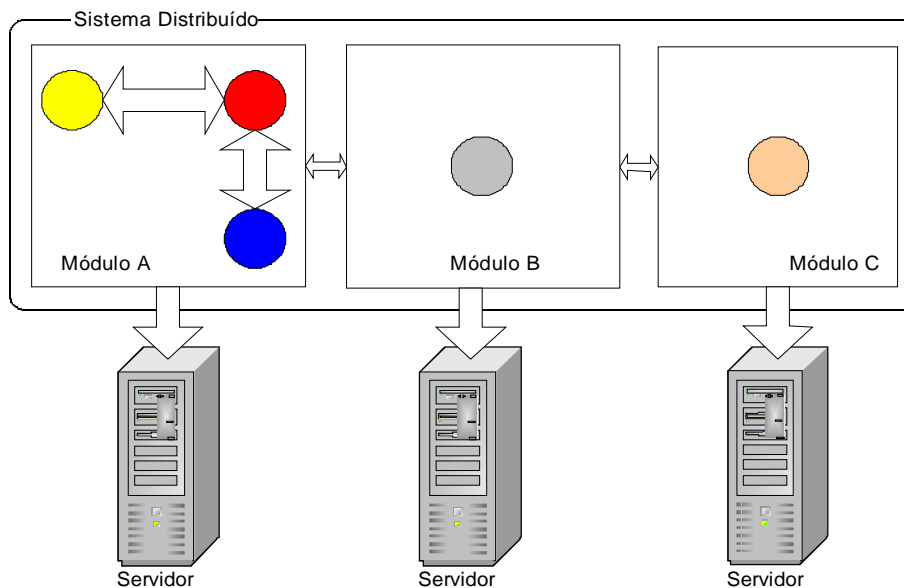 Sistema Distribuído
Módulo A
Módulo B
Módulo C
Servidor
Servidor
Servidor